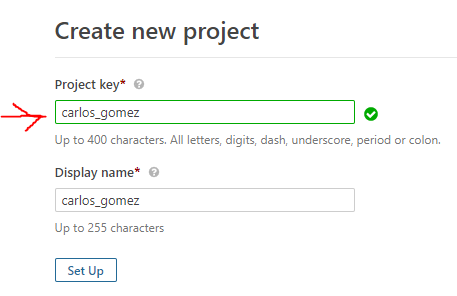 Create new project
Project key* ?
carlos_gomez
Up to 400 characters. All letters, digits, dash, underscore, period or colon.
Display name* ?
carlos_gomez
Up to 255 characters
Set Up